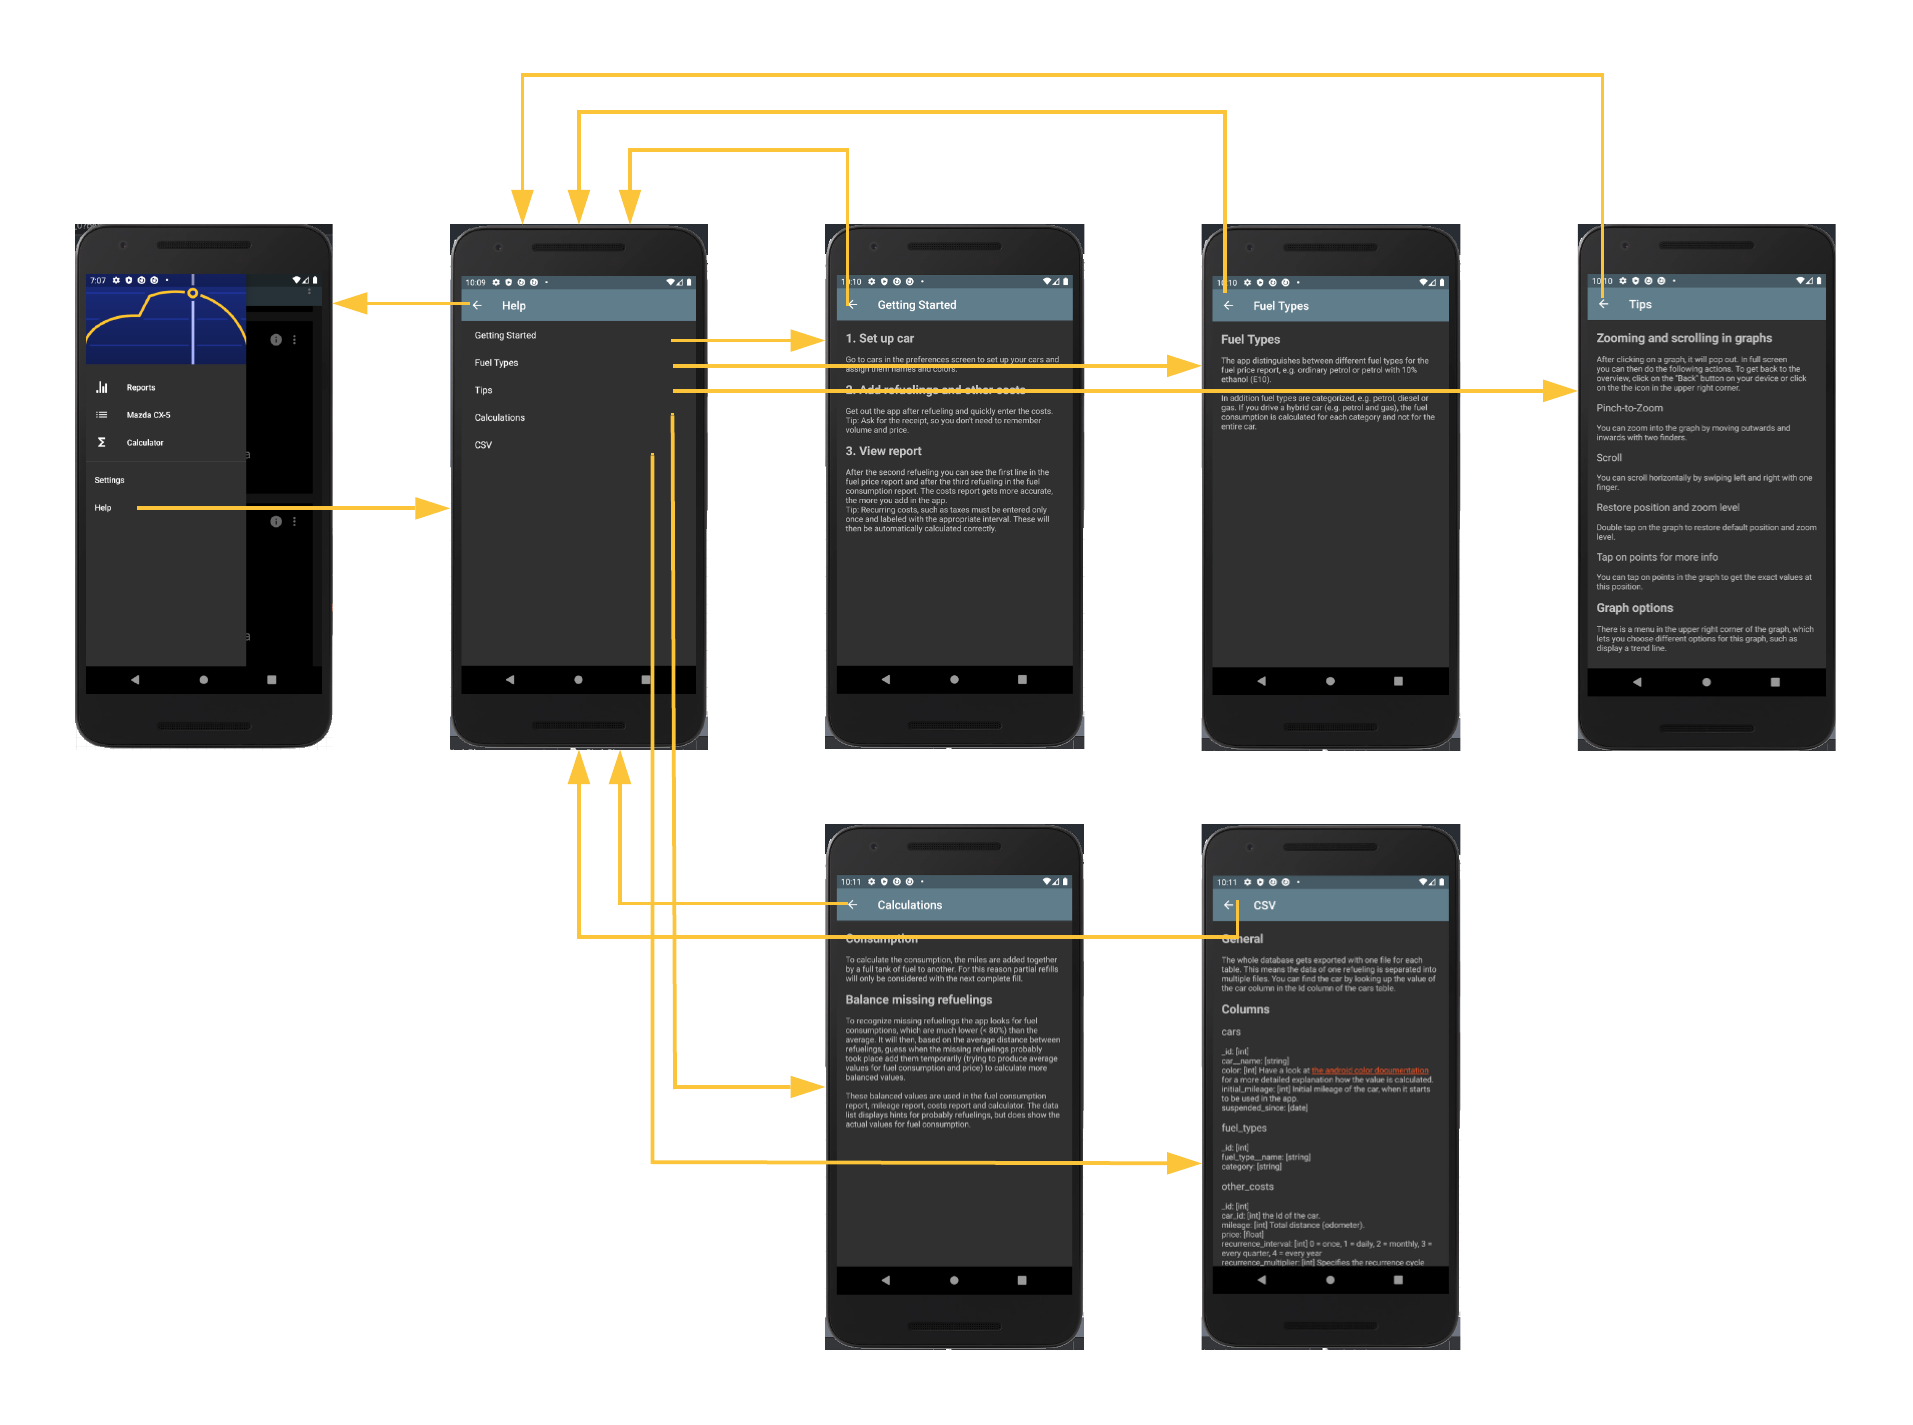 7:07
Reports
Mazda CX-5
Calculator
Settings
Help
10:09
Help
Getting Started
Fuel Types
Tips
Calculations
CSV
10:10
Getting Started
1. Set up car
Go to cars in the preferences screen to set up your cars and
assign them names and colors.
2. Add refuelings and other costs
Get out the app after refueling and quickly enter the costs.
Tip: Ask for the receipt, so you don't need to remember
volume and price.
3. View report
After the second refueling you can see the first line in the
fuel price report and after the third refueling in the fuel
consumption report. The costs report gets more accurate,
the more you add in the app.
Tip: Recurring costs, such as taxes must be entered only
once and labeled with the appropriate interval. These will
then be automatically calculated correctly.
10:10
Fuel Types
Fuel Types
The app distinguishes between different fuel types for the
fuel price report, e.g. ordinary petrol or petrol with 10%
ethanol (E10).
In addition fuel types are categorized, e.g. petrol, diesel or
gas. If you drive a hybrid car (e.g. petrol and gas), the fuel
consumption is calculated for each category and not for the
entire car.
10:10
Tips
Zooming and scrolling in graphs
After clicking on a graph, it will pop out. In full screen
you can then do the following actions. To get back to the
overview, click on the "Back" button on your device or click
on the the icon in the upper right corner.
Pinch-to-Zoom
You can zoom into the graph by moving outwards and
inwards with two finders.
Scroll
You can scroll horizontally by swiping left and right with one
finger.
Restore position and zoom level
Double tap on the graph to restore default position and zoom
level.
Tap on points for more info
You can tap on points in the graph to get the exact values at
this position.
Graph options
There is a menu in the upper right corner of the graph, which
lets you choose different options for this graph, such as
display a trend line.
10:11
Calculations
Consumption
To calculate the consumption, the miles are added together
by a full tank of fuel to another. For this reason partial refills
will only be considered with the next complete fill.
Balance missing refuelings
To recognize missing refuelings the app looks for fuel
consumptions, which are much lower (< 80%) than the
average. It will then, based on the average distance between
refuelings, guess when the missing refuelings probably
took place add them temporarily (trying to produce average
values for fuel consumption and price) to calculate more
balanced values.
These balanced values are used in the fuel consumption
report, mileage report, costs report and calculator. The data
list displays hints for probably refuelings, but does show the
actual values for fuel consumption.
10:11
CSV
General
The whole database gets exported with one file for each
table. This means the data of one refueling is separated into
multiple files. You can find the car by looking up the value of
the car column in the Id column of the cars table.
Columns
cars
_id: [int]
car__name: [string]
color: [int] Have a look at the android color documentation
for a more detailed explanation how the value is calculated.
initial_mileage: [int] Initial mileage of the car, when it starts
to be used in the app.
suspended_since: [date]
fuel_types
_id: [int]
fuel_type__name: [string]
category: [string]
other_costs
_id: [int]
car_id: [int] the Id of the car.
mileage: [int] Total distance (odometer).
price: [float]
recurrence_interval: [int] 0 = once, 1 = daily, 2 = monthly, 3 =
every quarter, 4 = every year
recurrence_multiplier: [int] Specifies the recurrence cycle